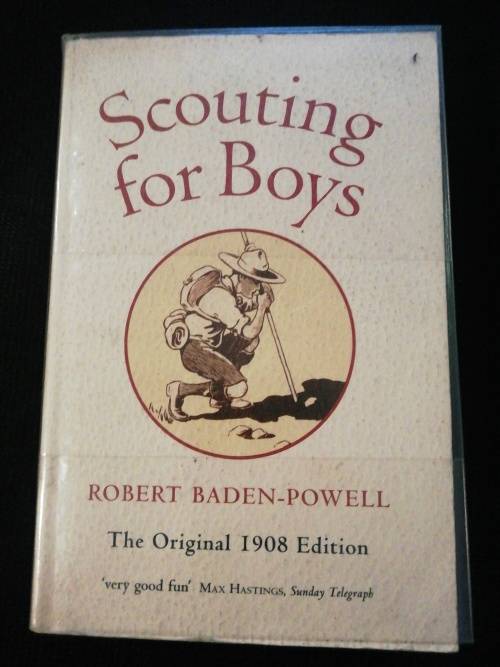 Scouting
for Boys
ROBERT BADEN-POWELL
The Original 1908 Edition
'very good fun' MAX HASTINGS, Sunday Telegraph